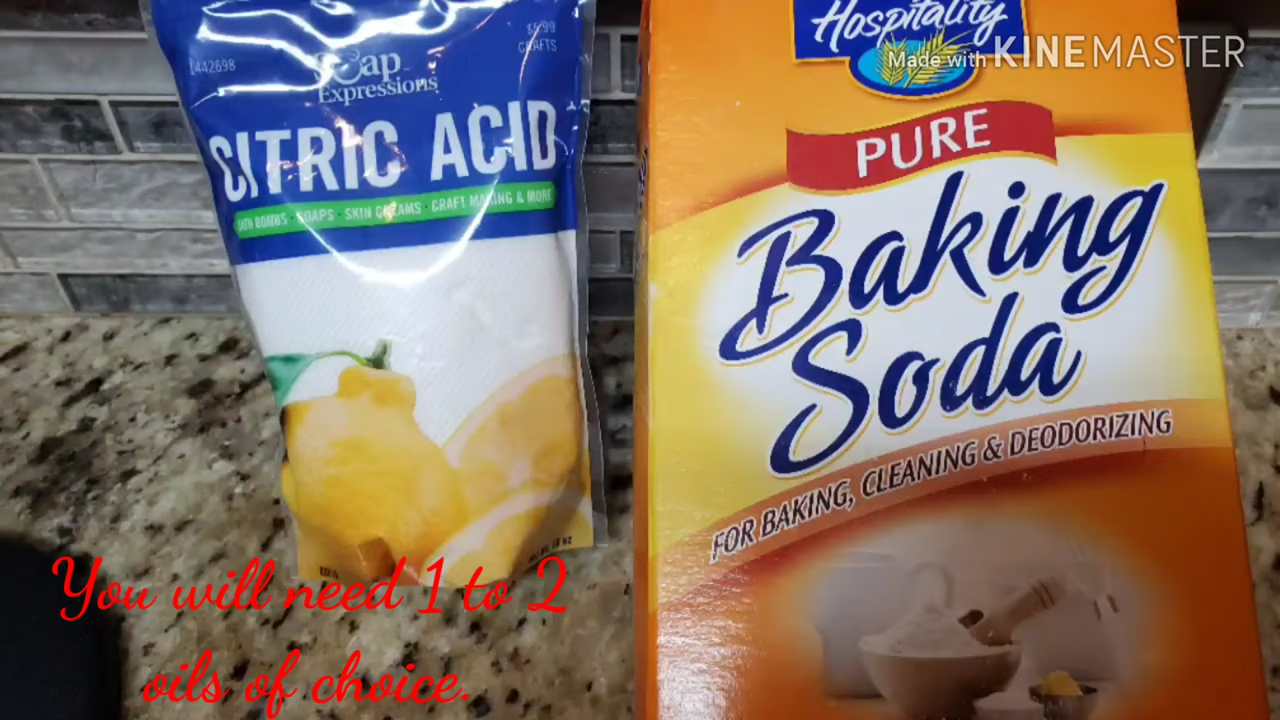 $5.99
CRAFTS
442698
Soap
Expressions
CITRIC ACID
BATH BOMBS · SOAPS · SKIN CREAMS · CRAFT MAKING & MORE
Hospitality
Made with KINEMASTER
PURE
Baking
Soda
FOR BAKING, CLEANING & DEODORIZING
You will need 1 to 2
oils of choice.